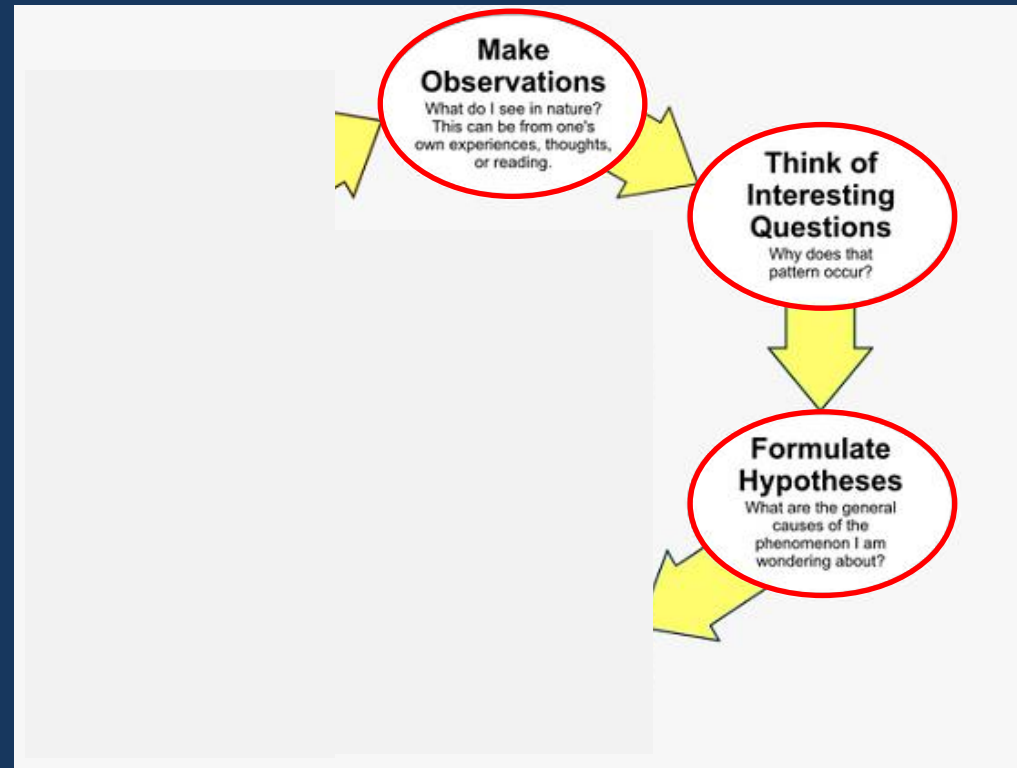 Make
Observations
What do I see in nature?
This can be from one's
own experiences, thoughts,
or reading.
Think of
Interesting
Questions
Why does that
pattern occur?
Formulate
Hypotheses
What are the general
causes of the
phenomenon I am
wondering about?